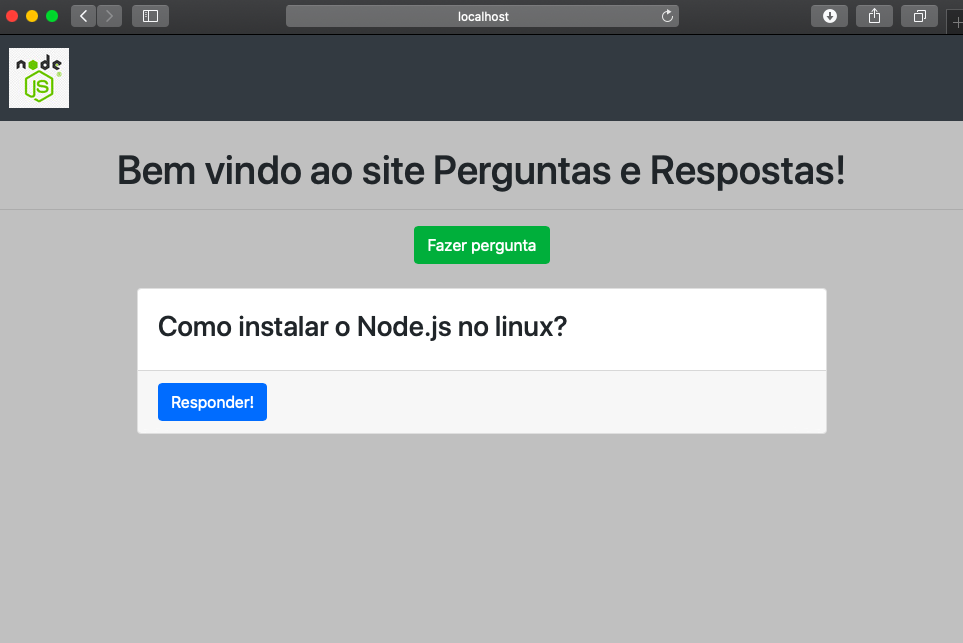 localhost
node
JS
Bem vindo ao site Perguntas e Respostas!
Fazer pergunta
Como instalar o Node.js no linux?
Responder!